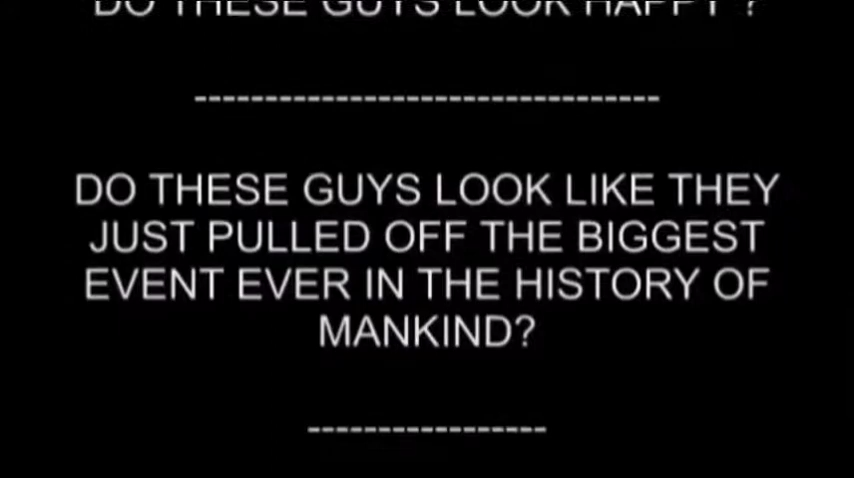 DO THESE GUYS LOOK HAPPY ?
---------------------------------
DO THESE GUYS LOOK LIKE THEY
JUST PULLED OFF THE BIGGEST
EVENT EVER IN THE HISTORY OF
MANKIND?
-----------------